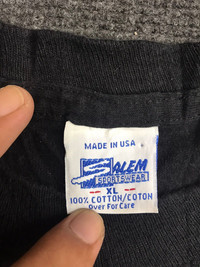 MADE IN USA
SALEM
SPORTSWEAR
XL
100% COTTON/COTON
Over For Care